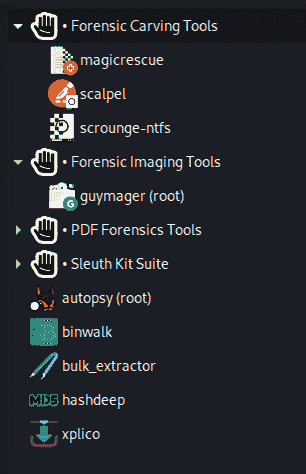 • Forensic Carving Tools
magicrescue
scalpel
scrounge-ntfs
• Forensic Imaging Tools
G
guymager (root)
• PDF Forensics Tools
• Sleuth Kit Suite
autopsy (root)
binwalk
bulk_extractor
MD5
hashdeep
xplico